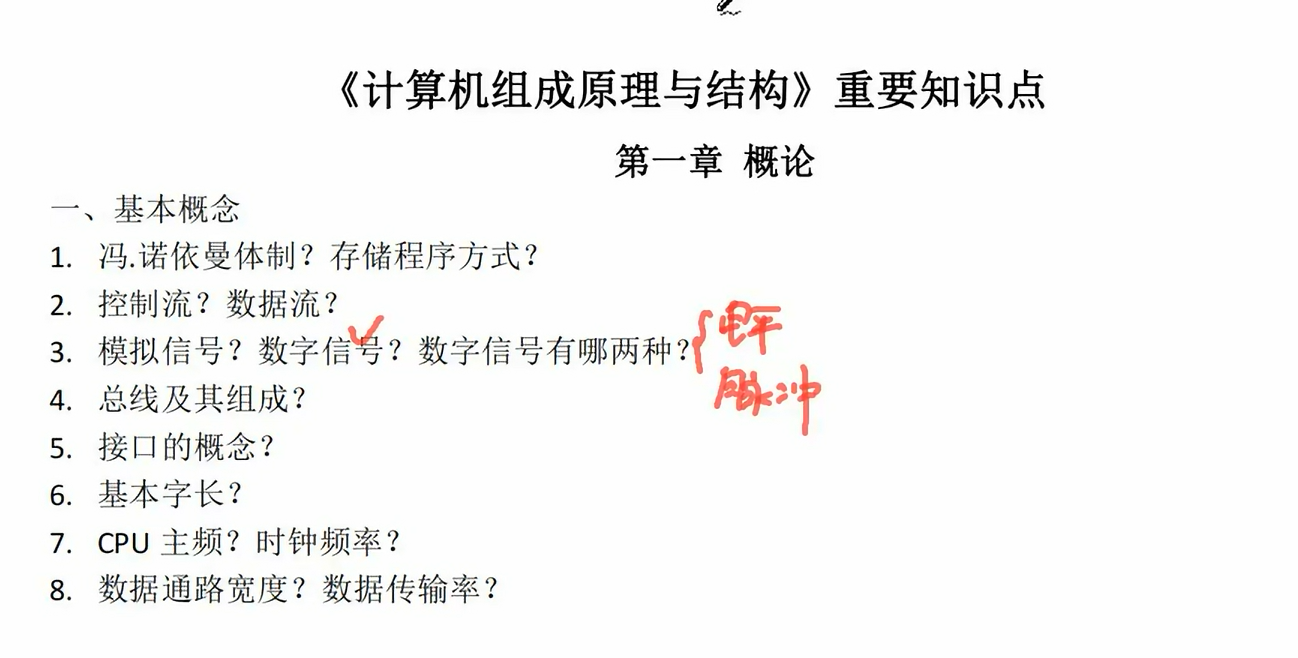 《计算机组成原理与结构》重要知识点
第一章 概论
一、基本概念
1. 冯.诺依曼体制？存储程序方式？
2. 控制流？数据流？
3. 模拟信号？数字信号？数字信号有哪两种？
电平
脉冲
4. 总线及其组成？
5. 接口的概念？
6. 基本字长？
7. CPU 主频？时钟频率？
8. 数据通路宽度？数据传输率？